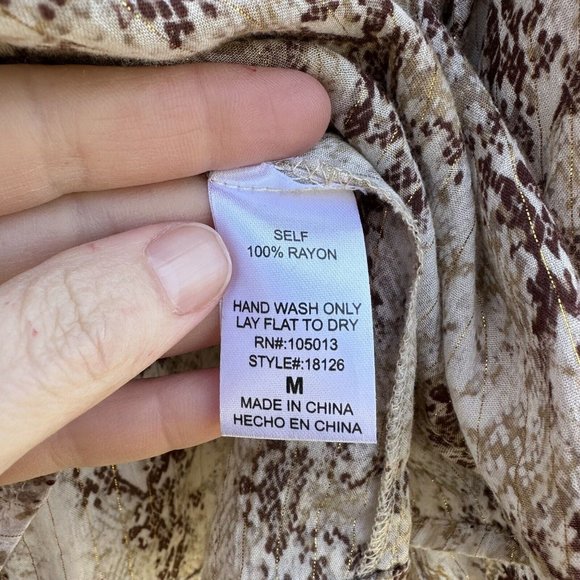 SELF
100% RAYON
HAND WASH ONLY
LAY FLAT TO DRY
RN#:105013
STYLE#:18126
M
MADE IN CHINA
HECHO EN CHINA